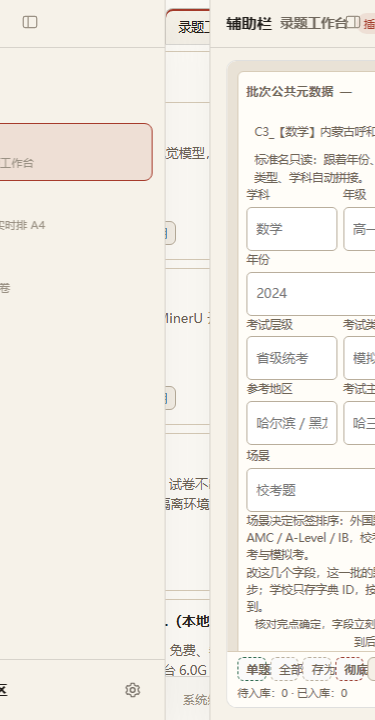 工作台
实时排 A4
卷
区
录题
觉模型，
用
MinerU
用
试卷不
隔离环境
.（本地
免费、
台 6.0G
系统
辅助栏 录题工作台
批次公共元数据 —
C3_【数学】内蒙古呼和
标准名只读：跟着年份、
类型、学科自动拼接。
学科 年级
数学 高一
年份
2024
考试层级 考试类
省级统考 模拟
参考地区 考试主
哈尔滨 / 黑龙 哈三
场景
校考题
场景决定标签排序：外国
AMC / A-Level / IB，校考
考与模拟考。
改这几个字段，这一批的题
步；学校只存字典 ID，按
到。
核对完点确定，字段立刻
到后
单题 全部 存为 彻底
待入库：0 · 已入库：0